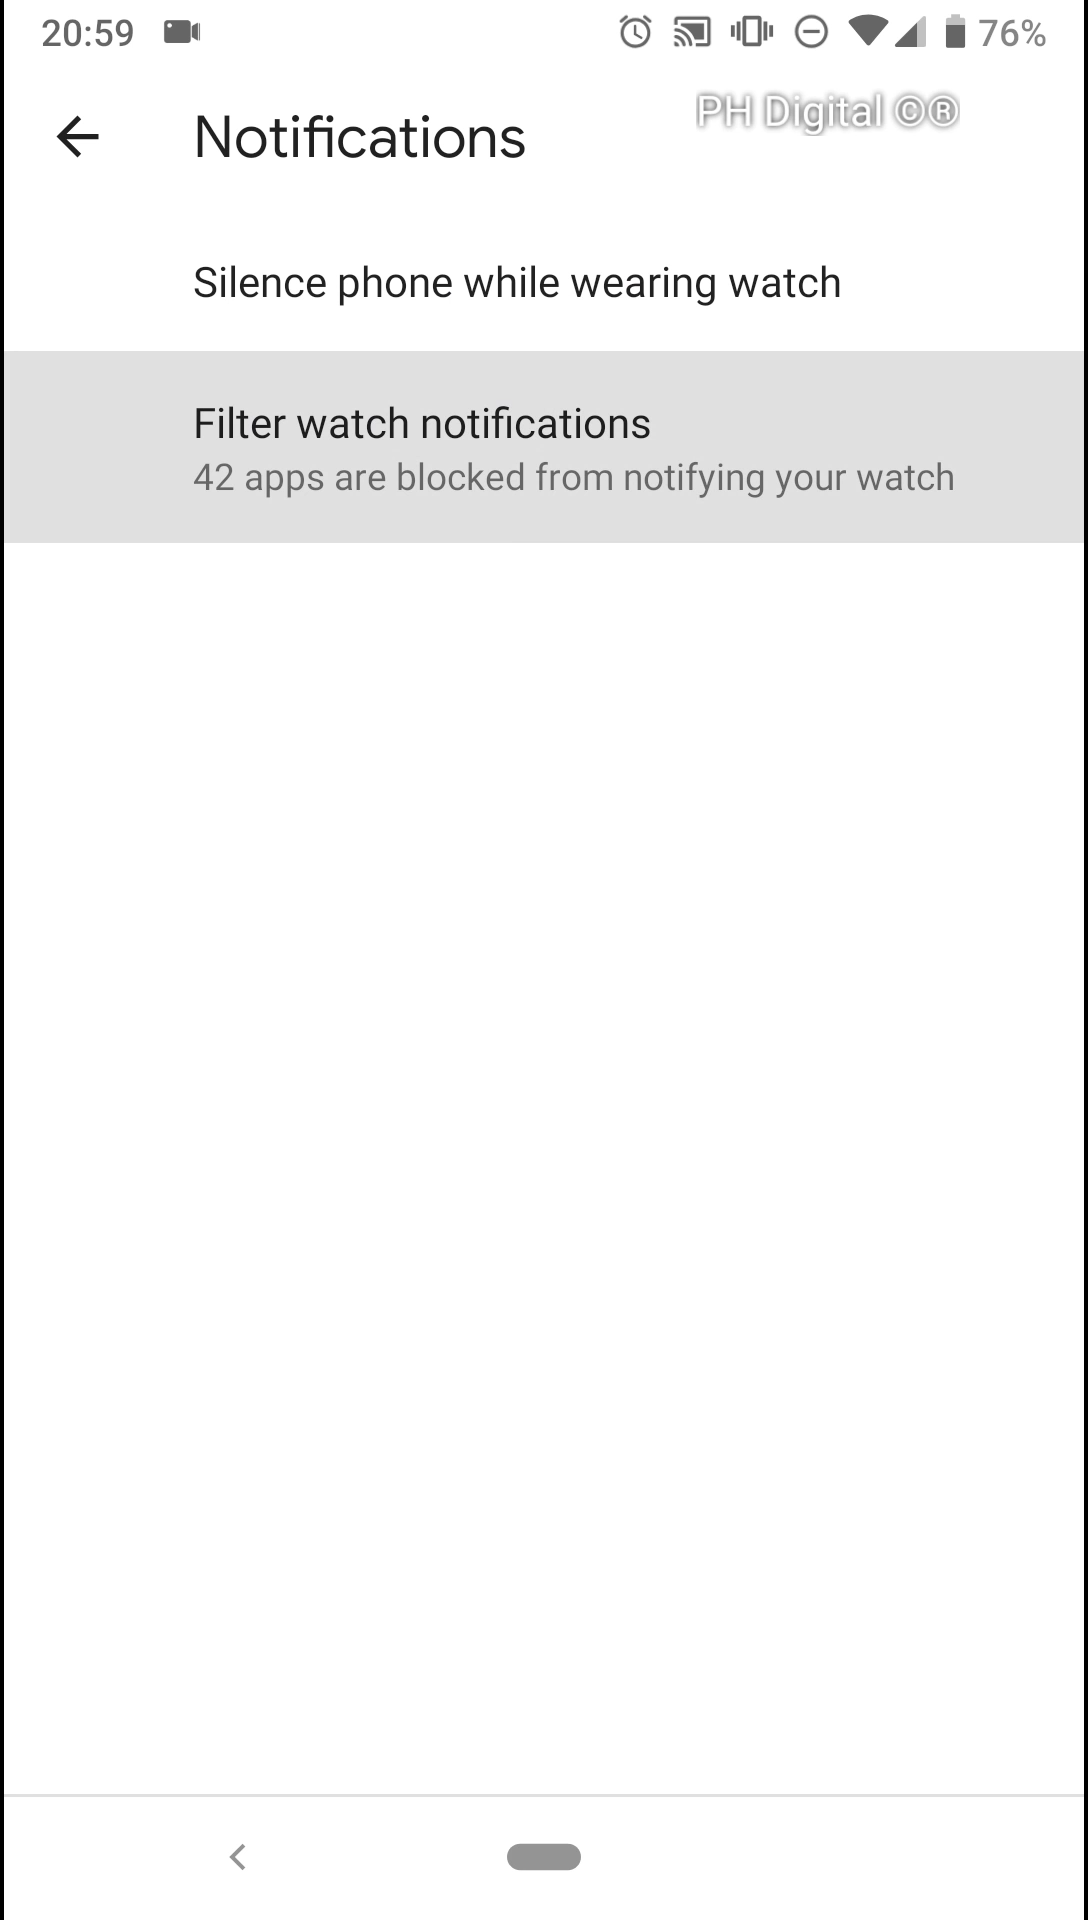 20:59
76%
PH Digital ©®
Notifications
Silence phone while wearing watch
Filter watch notifications
42 apps are blocked from notifying your watch